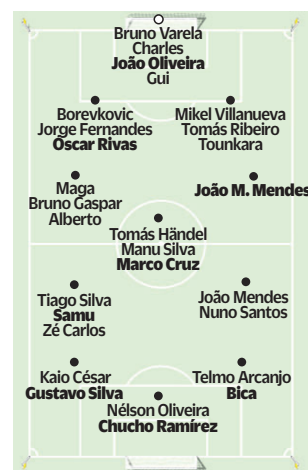 Bruno Varela
Charles
João Oliveira
Gui
Borevkovic
Jorge Fernandes
Óscar Rivas
Mikel Villanueva
Tomás Ribeiro
Tounkara
Maga
Bruno Gaspar
Alberto
João M. Mendes
Tomás Händel
Manu Silva
Marco Cruz
Tiago Silva
Samu
Zé Carlos
João Mendes
Nuno Santos
Kaio César
Gustavo Silva
Telmo Arcanjo
Bica
Nélson Oliveira
Chucho Ramírez